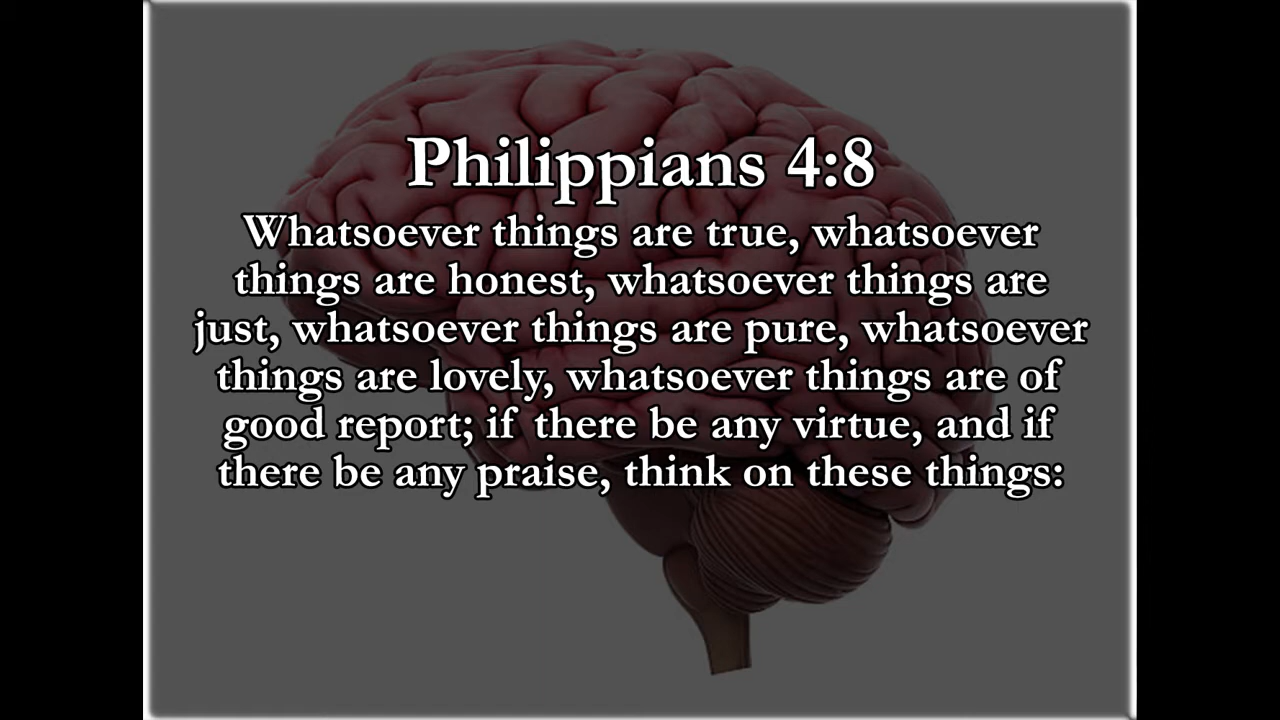 Philippians 4:8
Whatsoever things are true, whatsoever
things are honest, whatsoever things are
just, whatsoever things are pure, whatsoever
things are lovely, whatsoever things are of
good report; if there be any virtue, and if
there be any praise, think on these things: